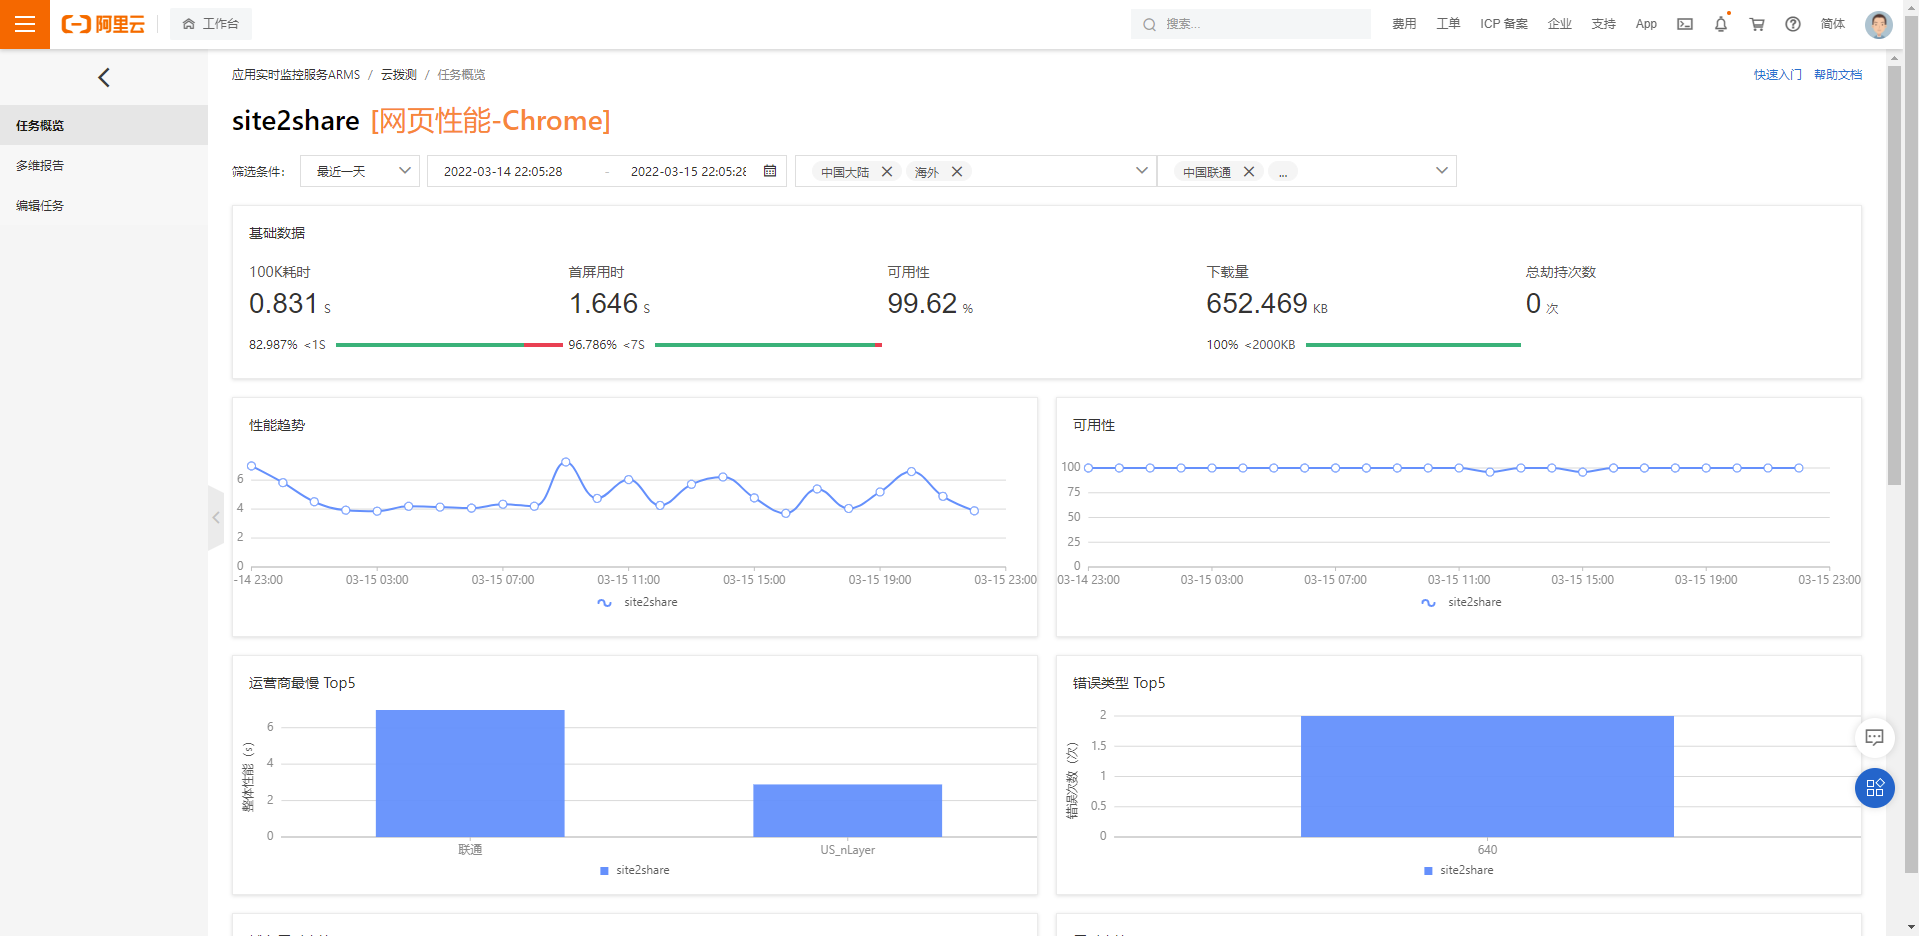 阿里云
工作台
搜索...
费用 工单 ICP 备案 企业 支持 App 简体
任务概览
多维报告
编辑任务
应用实时监控服务ARMS / 云拨测 / 任务概览
快速入门 帮助文档
site2share [网页性能-Chrome]
筛选条件: 最近一天 2022-03-14 22:05:28 - 2022-03-15 22:05:28 中国大陆 海外 中国联通 ...
基础数据
100K耗时 首屏用时 可用性 下载量 总劫持次数
0.831 S 1.646 S 99.62 % 652.469 KB 0 次
82.987% <1S 96.786% <7S 100% <2000KB
性能趋势
6
4
2
0
-14 23:00 03-15 03:00 03-15 07:00 03-15 11:00 03-15 15:00 03-15 19:00 03-15 23:00
site2share
可用性
100
75
50
25
0
03-14 23:00 03-15 03:00 03-15 07:00 03-15 11:00 03-15 15:00 03-15 19:00 03-15 23:00
site2share
运营商最慢 Top5
整体性能（s）
6
4
2
0
联通 US_nLayer
site2share
错误类型 Top5
错误次数（次）
2
1.5
1
0.5
0
640
site2share